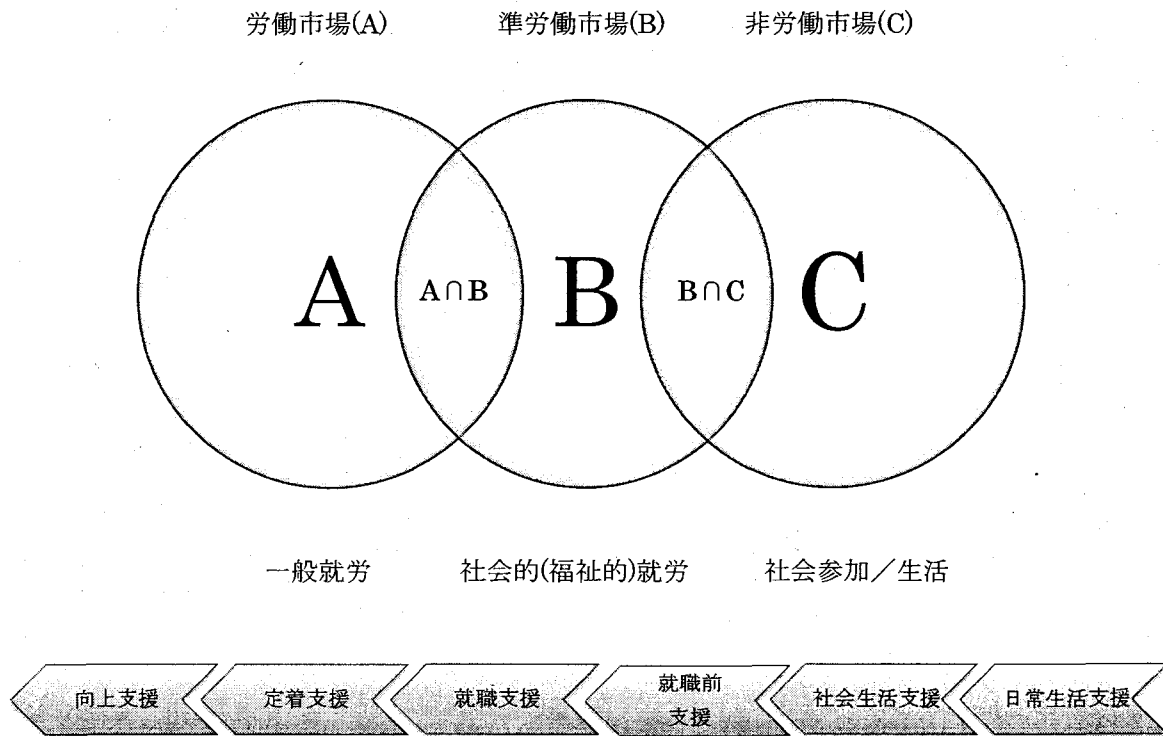 労働市場(A) 準労働市場(B) 非労働市場(C)
A A∩B B B∩C C
一般就労 社会的(福祉的)就労 社会参加／生活
向上支援 定着支援 就職支援 就職前 社会生活支援 日常生活支援
支援